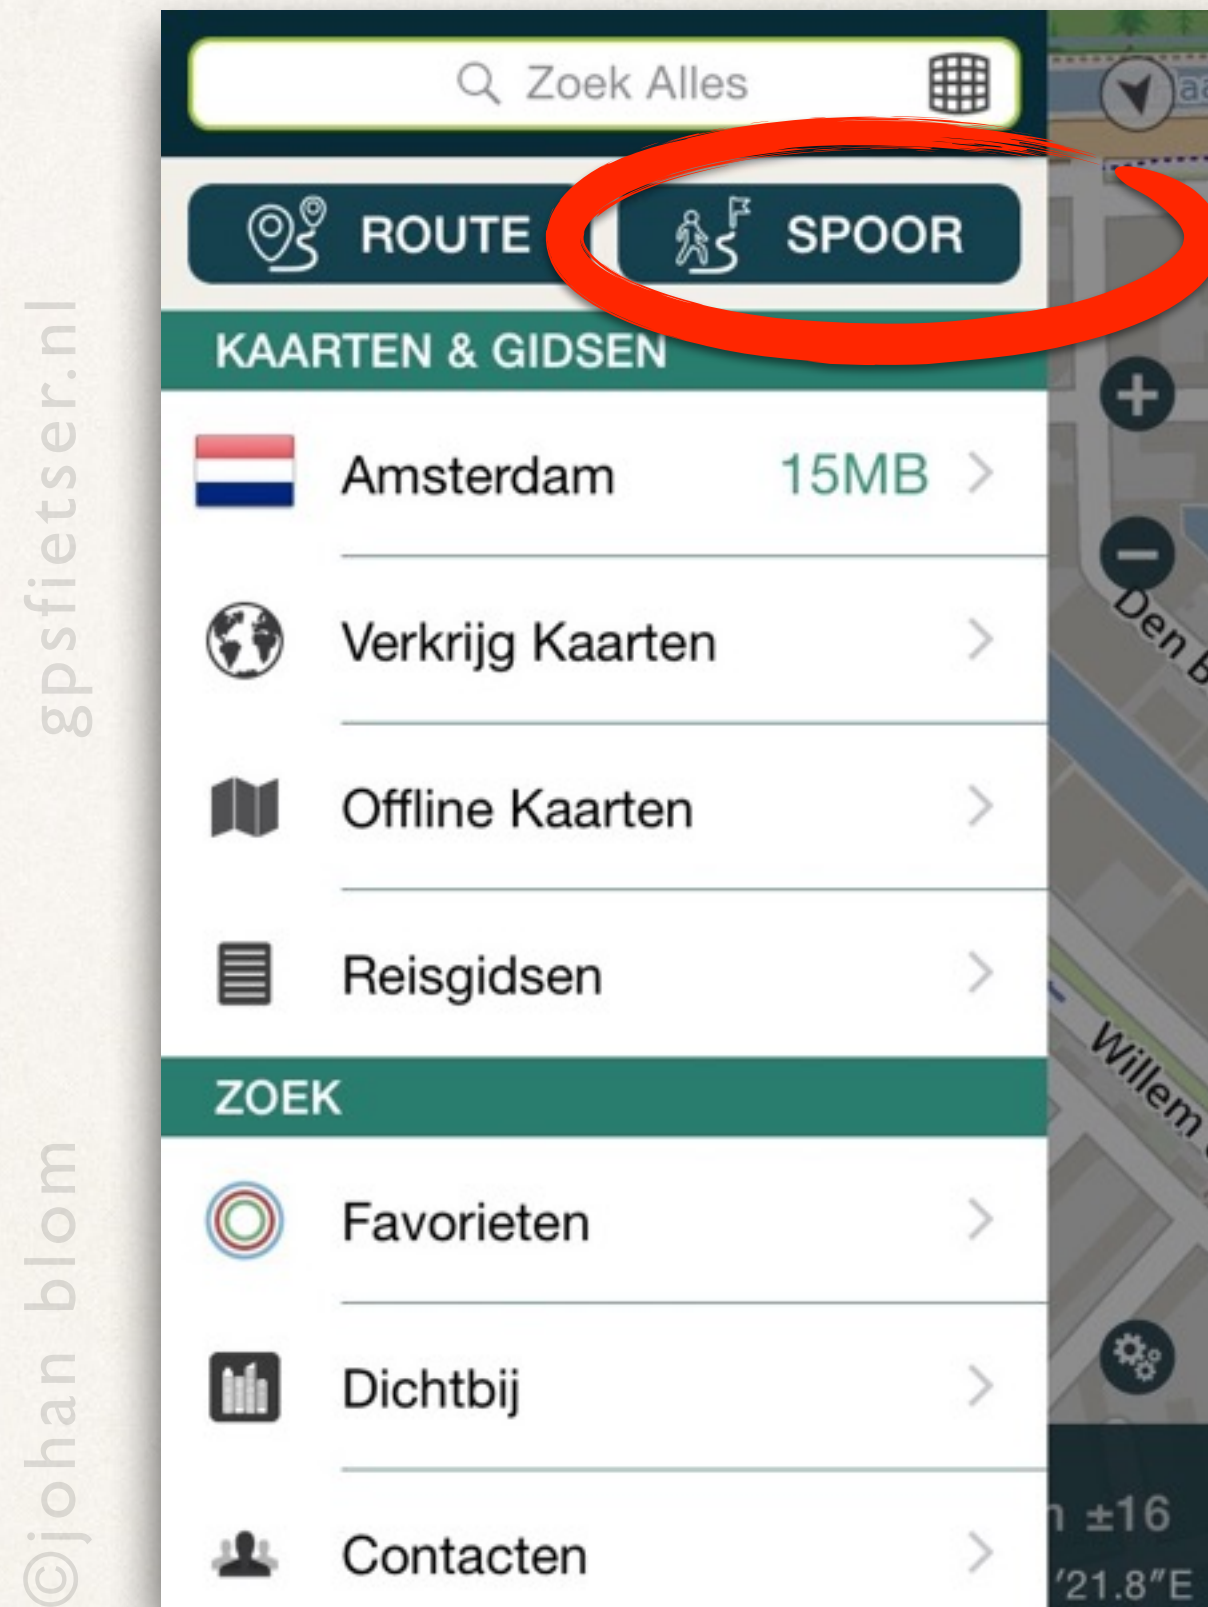 Zoek Alles
ROUTE
SPOOR
KAARTEN & GIDSEN
Amsterdam 15MB
Verkrijg Kaarten
Offline Kaarten
Reisgidsen
ZOEK
Favorieten
Dichtbij
Contacten
Den B
Willem
±16
'21.8"E
gpsfietser.nl
©johan blom